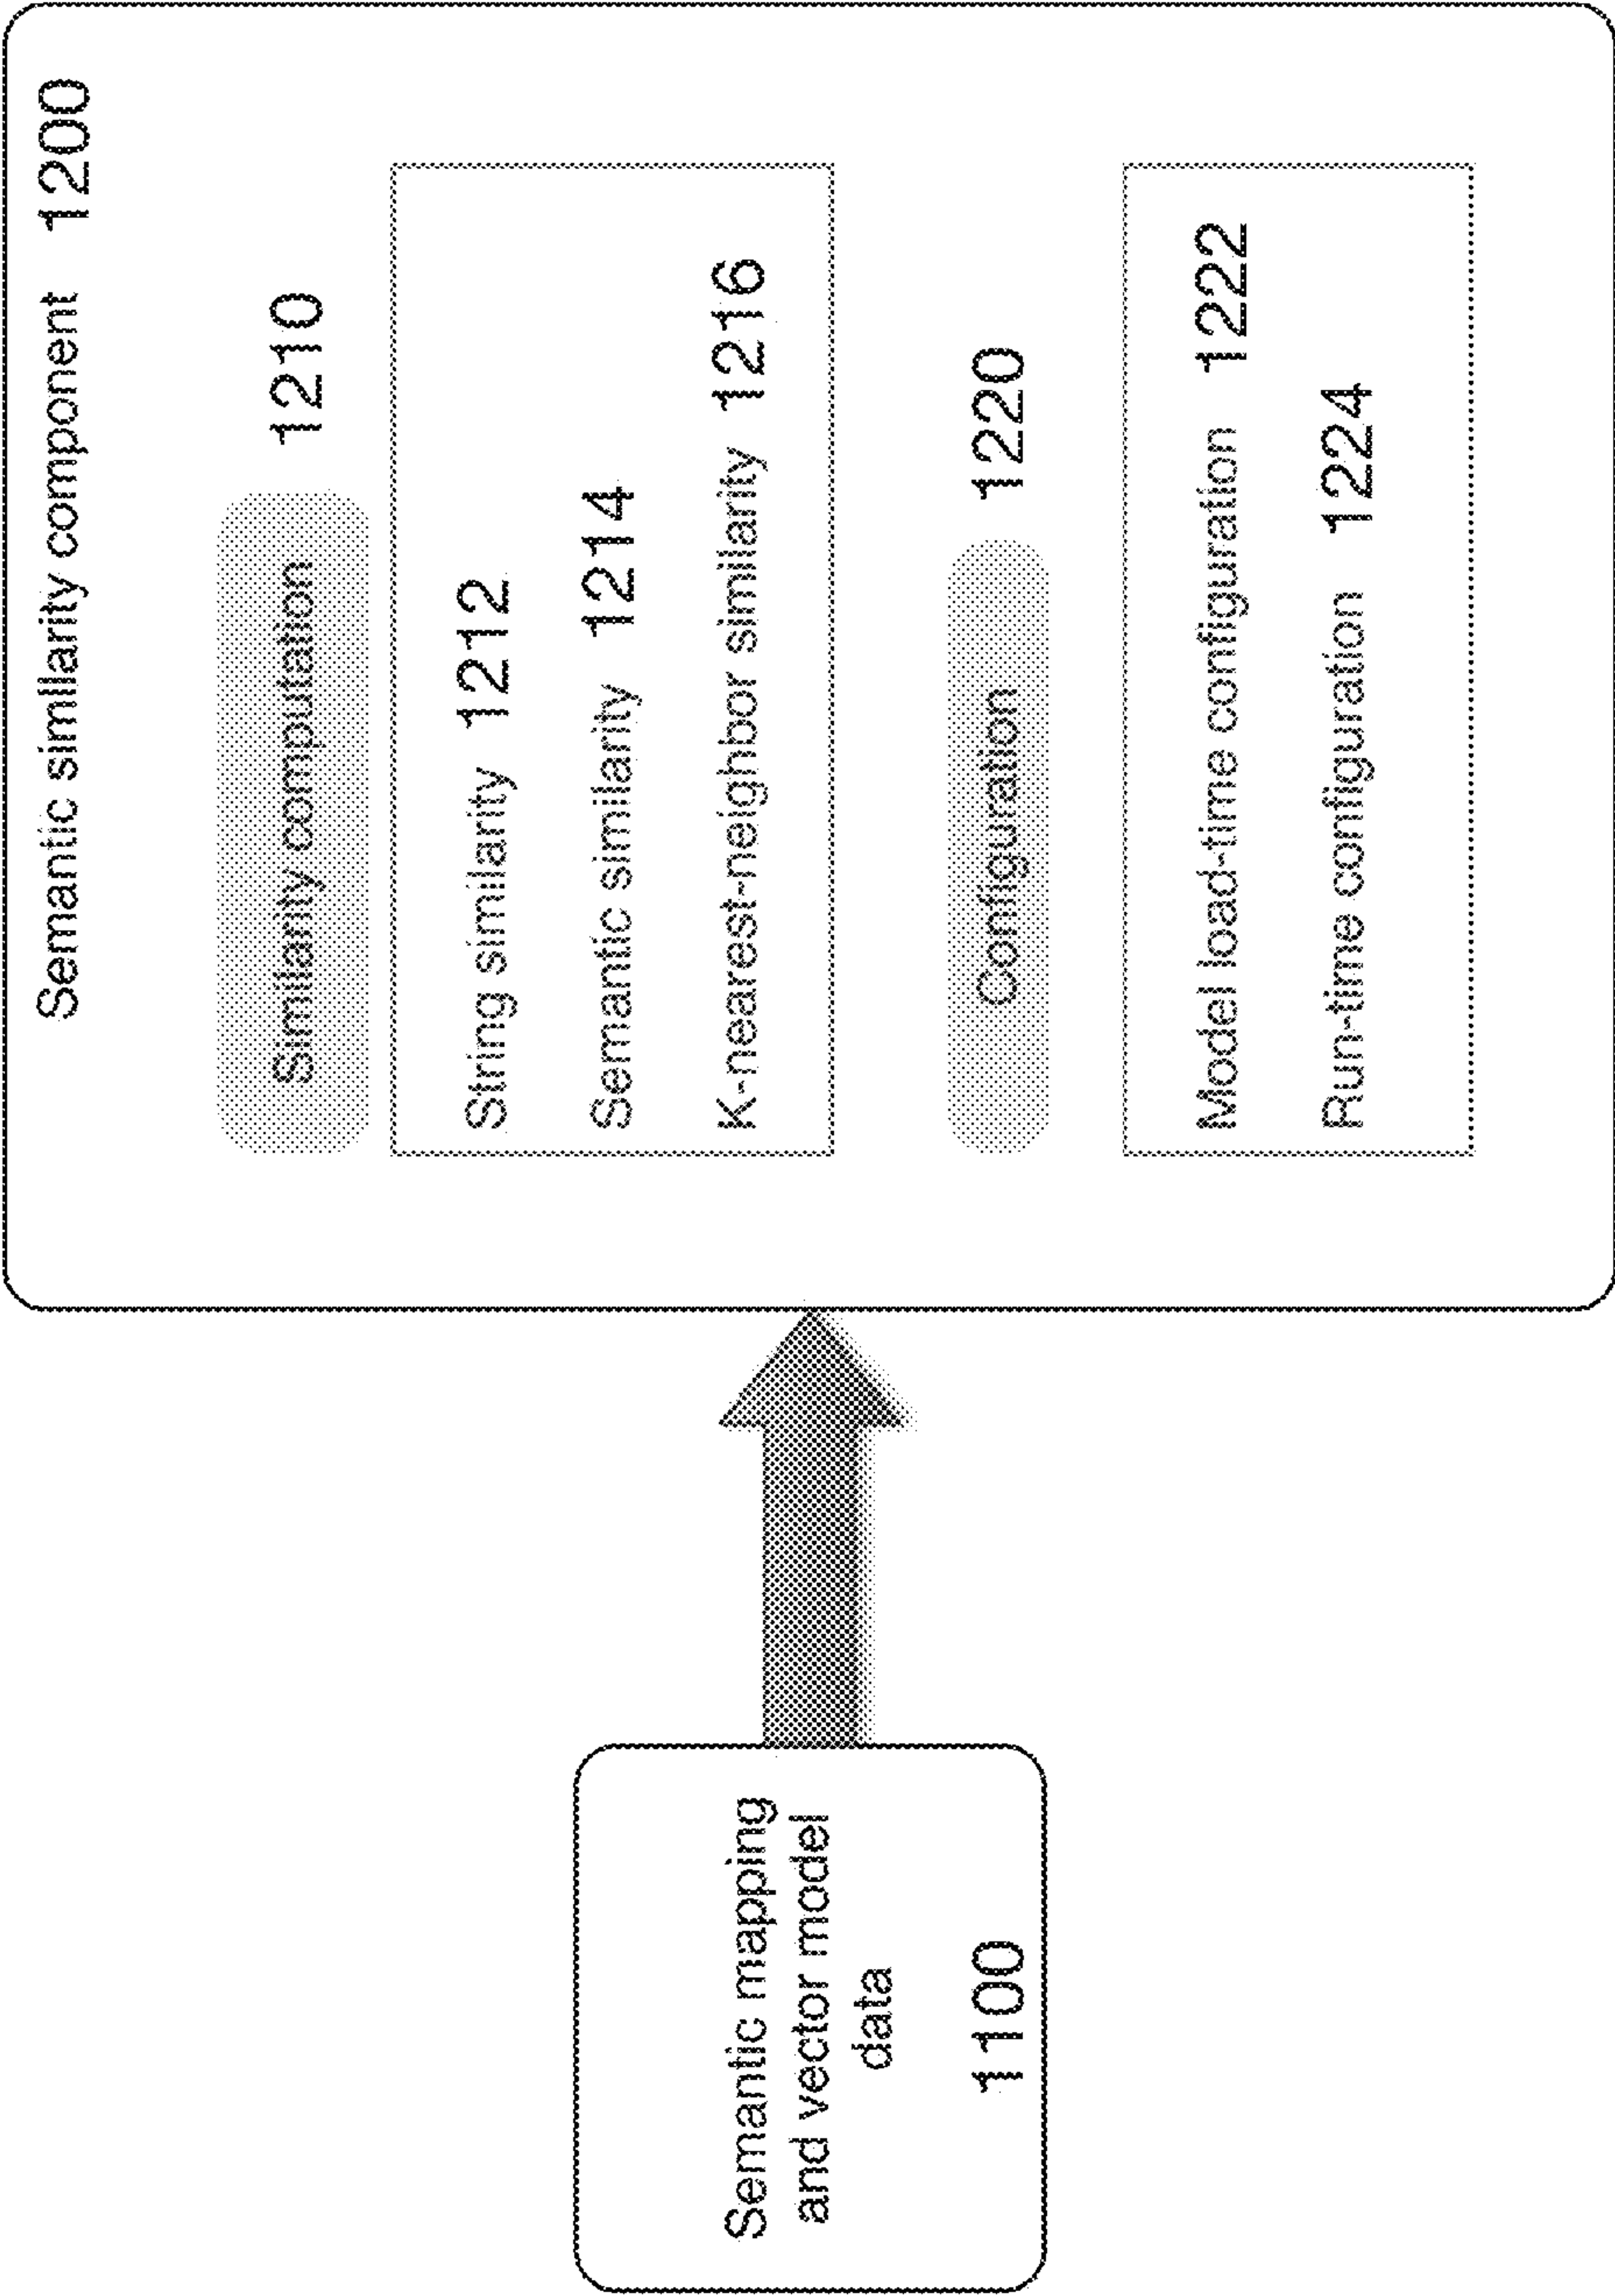 Semantic mapping
and vector model
data
1100
Semantic similarity component 1200
Similarity computation 1210
String similarity 1212
Semantic similarity 1214
K-nearest-neighbor similarity 1216
Configuration 1220
Model load-time configuration 1222
Run-time configuration 1224